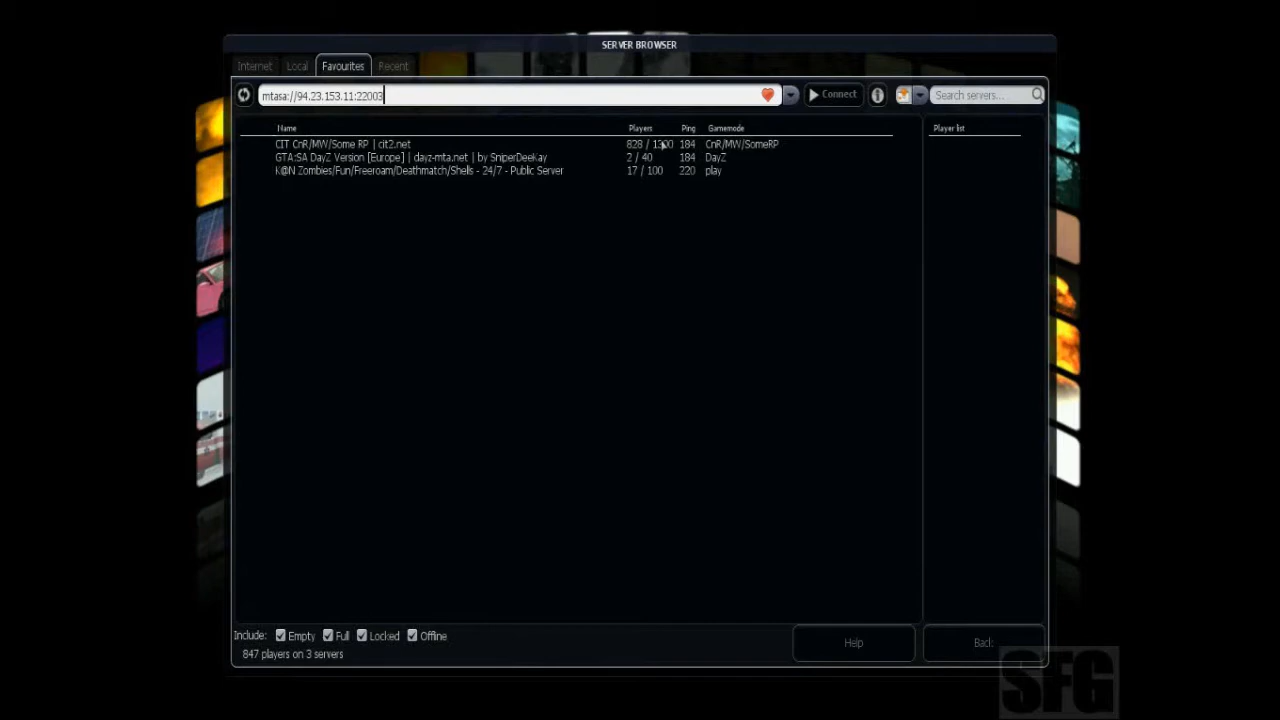 SERVER BROWSER
Internet Local Favourites Recent
mtasa://94.23.153.11:22003 Connect Search servers....
Name Players Ping Gamemode Player list
CIT CnR/MW/Some RP | cit2.net 828 / 1300 184 CnR/MW/SomeRP
GTA:SA DayZ Version [Europe] | dayz-mta.net | by SniperDeeKay 2 / 40 184 DayZ
K@N Zombies/Fun/Freeroam/Deathmatch/Shells - 24/7 - Public Server 17 / 100 220 play
Include: Empty Full Locked Offline
Help Back
847 players on 3 servers
SFG